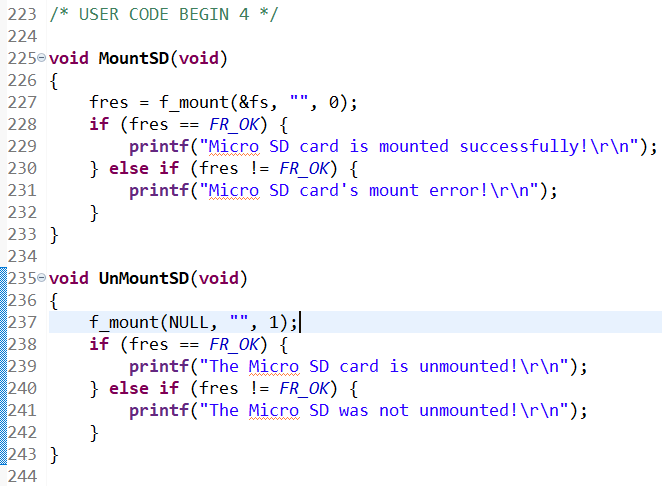 223 /* USER CODE BEGIN 4 */
224
225 void MountSD(void)
226 {
227     fres = f_mount(&fs, "", 0);
228     if (fres == FR_OK) {
229         printf("Micro SD card is mounted successfully!\r\n");
230     } else if (fres != FR_OK) {
231         printf("Micro SD card's mount error!\r\n");
232     }
233 }
234
235 void UnMountSD(void)
236 {
237     f_mount(NULL, "", 1);
238     if (fres == FR_OK) {
239         printf("The Micro SD card is unmounted!\r\n");
240     } else if (fres != FR_OK) {
241         printf("The Micro SD was not unmounted!\r\n");
242     }
243 }
244